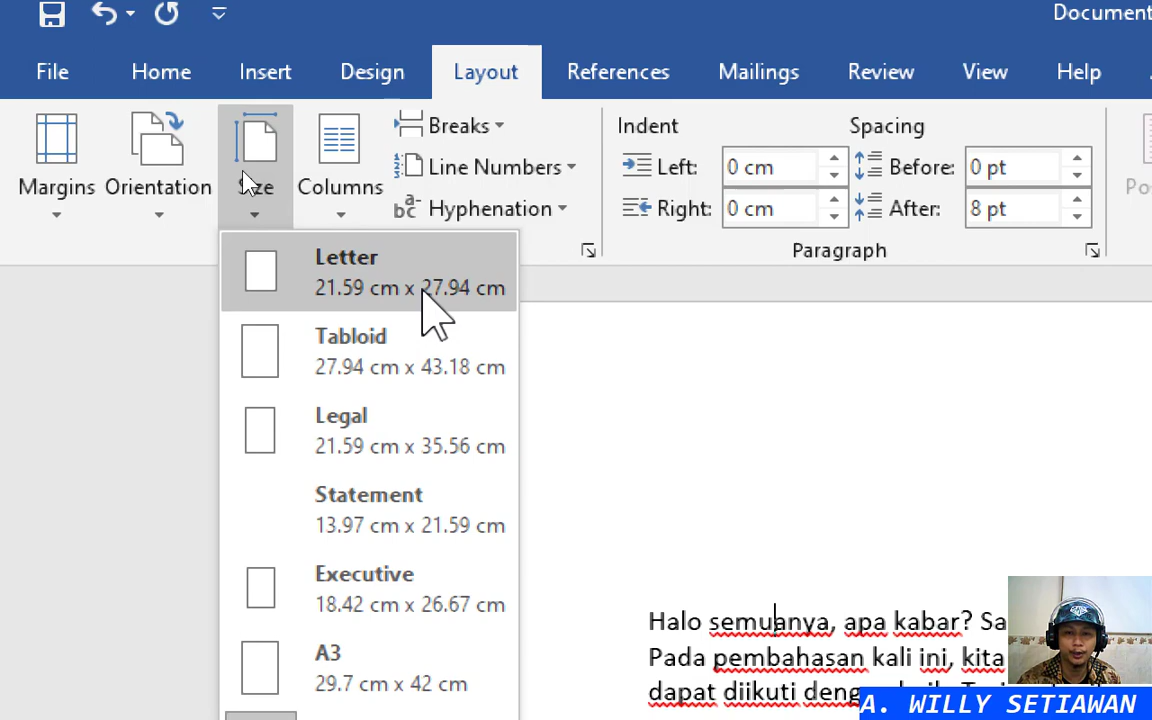 Document
File Home Insert Design Layout References Mailings Review View Help
Margins Orientation Size Columns
Breaks
Line Numbers
Hyphenation
Indent
Left: 0 cm
Right: 0 cm
Spacing
Before: 0 pt
After: 8 pt
Paragraph
Letter
21.59 cm x 27.94 cm
Tabloid
27.94 cm x 43.18 cm
Legal
21.59 cm x 35.56 cm
Statement
13.97 cm x 21.59 cm
Executive
18.42 cm x 26.67 cm
A3
29.7 cm x 42 cm
Halo semuanya, apa kabar? Sa
Pada pembahasan kali ini, kita
dapat diikuti deng
A. WILLY SETIAWAN